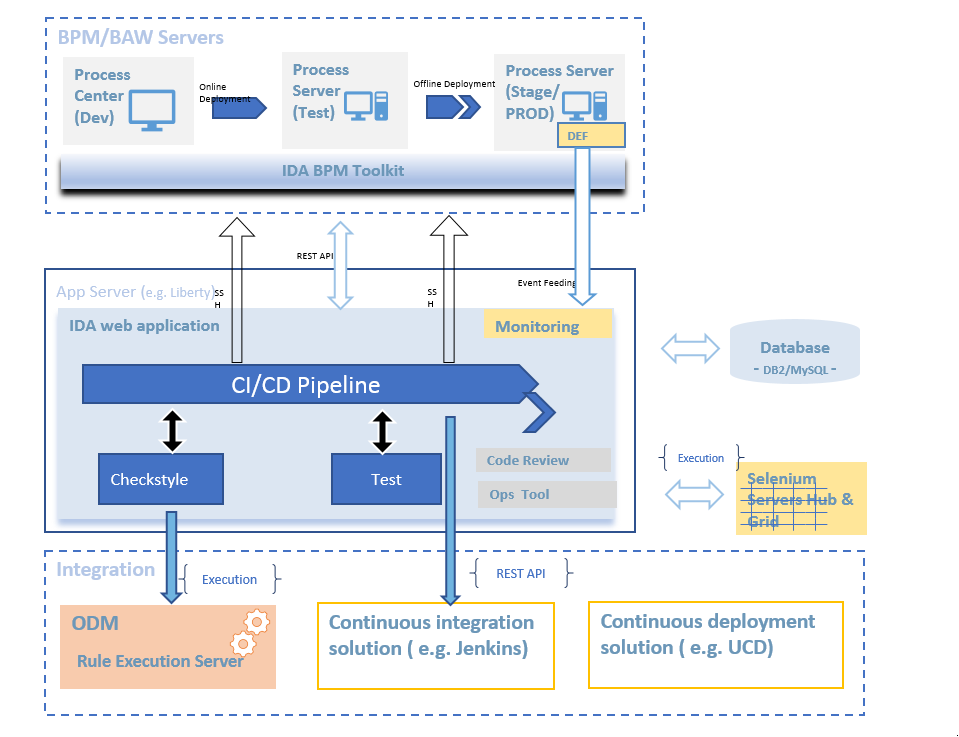 BPM/BAW Servers
Process
Center
(Dev)
Online
Deployment
Process
Server
(Test)
Offline Deployment
Process Server
(Stage/
PROD)
DEF
IDA BPM Toolkit
REST API
App Server (e.g. Liberty)
SS
H
SS
H
Event Feeding
IDA web application
Monitoring
CI/CD Pipeline
Checkstyle
Test
Code Review
Ops Tool
Database
- DB2/MySQL -
Execution
Selenium
Servers Hub &
Grid
Integration
Execution
REST API
ODM
Rule Execution Server
Continuous integration
solution ( e.g. Jenkins)
Continuous deployment
solution ( e.g. UCD)